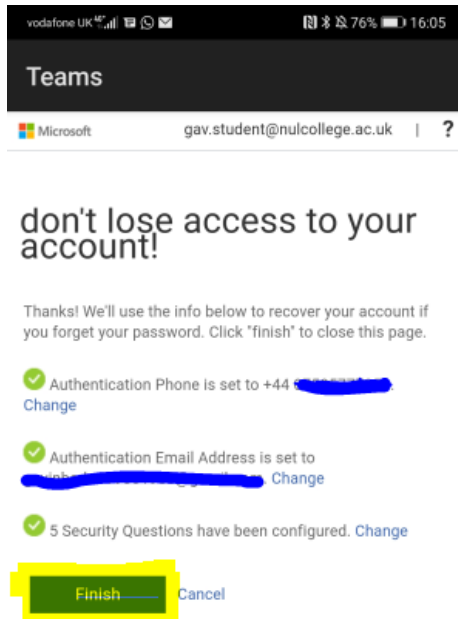 vodafone UK 76% 16:05
Teams
Microsoft gav.student@nulcollege.ac.uk | ?
don't lose access to your
account!
Thanks! We'll use the info below to recover your account if
you forget your password. Click "finish" to close this page.
Authentication Phone is set to +44
Change
Authentication Email Address is set to
. Change
5 Security Questions have been configured. Change
Finish Cancel